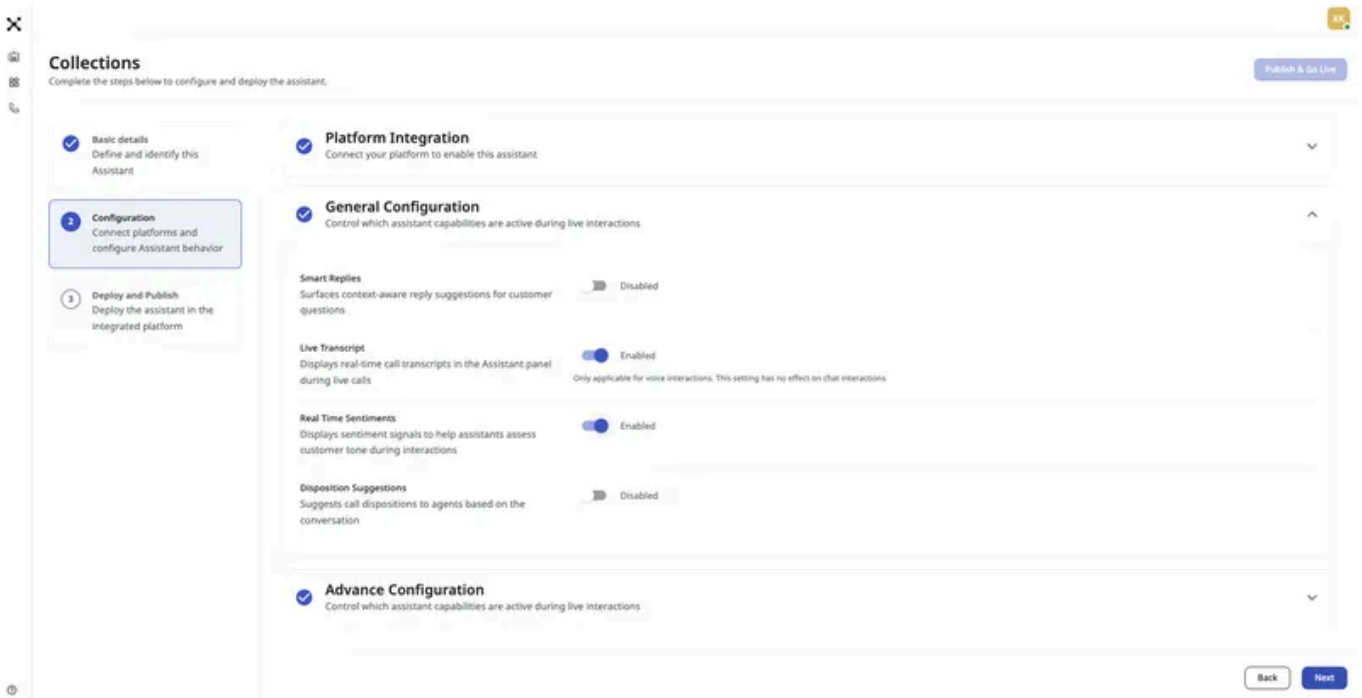 XK
Collections
Complete the steps below to configure and deploy the assistant.
Publish & Go Live
Basic details
Define and identify this
Assistant
2
Configuration
Connect platforms and
configure Assistant behavior
3
Deploy and Publish
Deploy the assistant in the
integrated platform
Platform Integration
Connect your platform to enable this assistant
General Configuration
Control which assistant capabilities are active during live interactions
Smart Replies
Surfaces context-aware reply suggestions for customer
questions
Disabled
Live Transcript
Displays real-time call transcripts in the Assistant panel
during live calls
Enabled
Only applicable for voice interactions. This setting has no effect on chat interactions
Real Time Sentiments
Displays sentiment signals to help assistants assess
customer tone during interactions
Enabled
Disposition Suggestions
Suggests call dispositions to agents based on the
conversation
Disabled
Advance Configuration
Control which assistant capabilities are active during live interactions
Back
Next